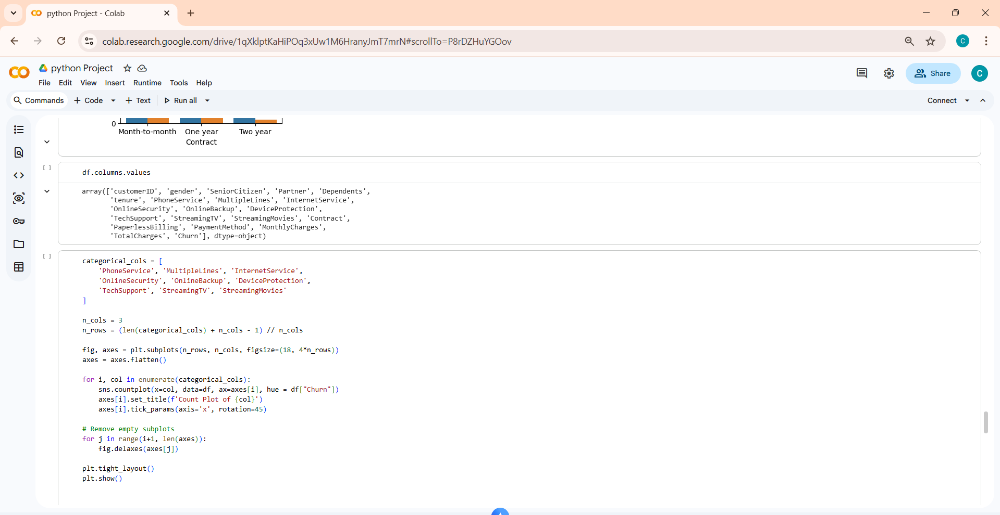 python Project - Colab
colab.research.google.com/drive/1qXklptKaHiPOq3xUw1M6HranyJmT7mrN#scrollTo=P8rDZHuYGOov
C
python Project
File Edit View Insert Runtime Tools Help
Share
C
Commands + Code + Text Run all
Connect
0
Month-to-month One year Two year
Contract
[ ]
df.columns.values
array(['customerID', 'gender', 'SeniorCitizen', 'Partner', 'Dependents',
'tenure', 'PhoneService', 'MultipleLines', 'InternetService',
'OnlineSecurity', 'OnlineBackup', 'DeviceProtection',
'TechSupport', 'StreamingTV', 'StreamingMovies', 'Contract',
'PaperlessBilling', 'PaymentMethod', 'MonthlyCharges',
'TotalCharges', 'Churn'], dtype=object)
[ ]
categorical_cols = [
    'PhoneService', 'MultipleLines', 'InternetService',
    'OnlineSecurity', 'OnlineBackup', 'DeviceProtection',
    'TechSupport', 'StreamingTV', 'StreamingMovies'
]
n_cols = 3
n_rows = (len(categorical_cols) + n_cols - 1) // n_cols
fig, axes = plt.subplots(n_rows, n_cols, figsize=(18, 4*n_rows))
axes = axes.flatten()
for i, col in enumerate(categorical_cols):
    sns.countplot(x=col, data=df, ax=axes[i], hue = df["Churn"])
    axes[i].set_title(f'Count Plot of {col}')
    axes[i].tick_params(axis='x', rotation=45)
# Remove empty subplots
for j in range(i+1, len(axes)):
    fig.delaxes(axes[j])
plt.tight_layout()
plt.show()